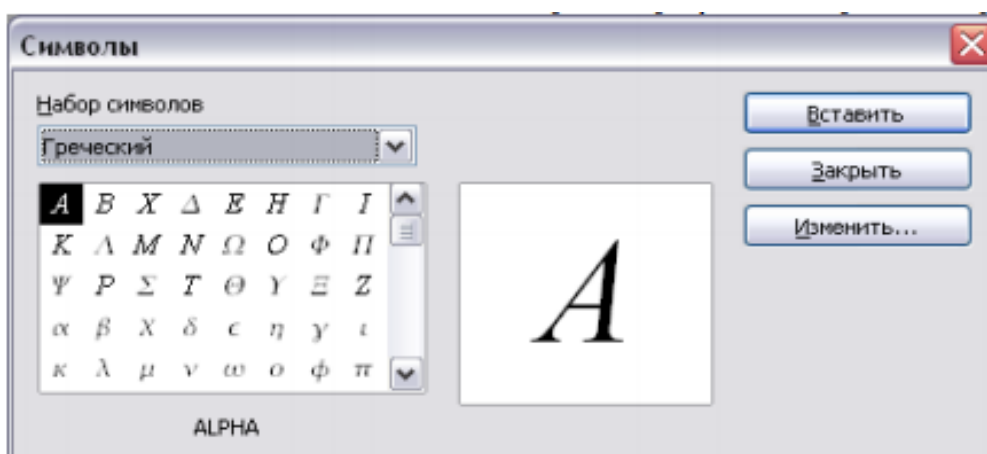 Символы
Набор символов
Греческий
Α Β Χ Δ Ε Η Γ Ι
Κ Λ Μ Ν Ω Ο Φ Π
Ψ Ρ Σ Τ Θ Υ Ξ Ζ
α β χ δ ϵ η γ ι
κ λ μ ν ω ο ϕ π
ALPHA
Α
Вставить
Закрыть
Изменить...